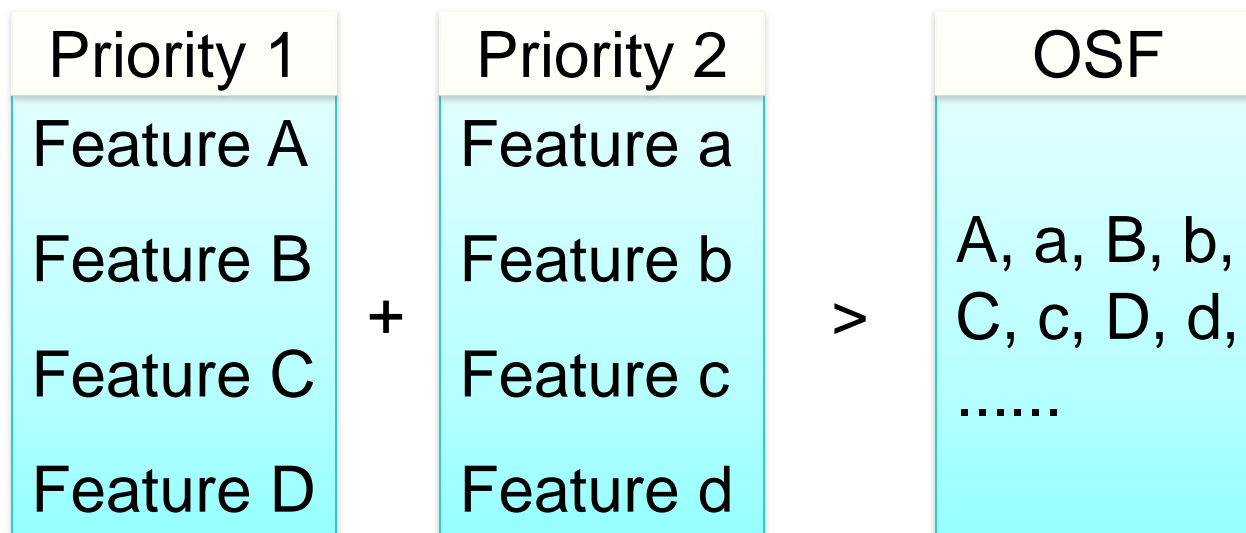 Priority 1
Feature A
Feature B
Feature C
Feature D
+
Priority 2
Feature a
Feature b
Feature c
Feature d
>
OSF
A, a, B, b,
C, c, D, d,
......